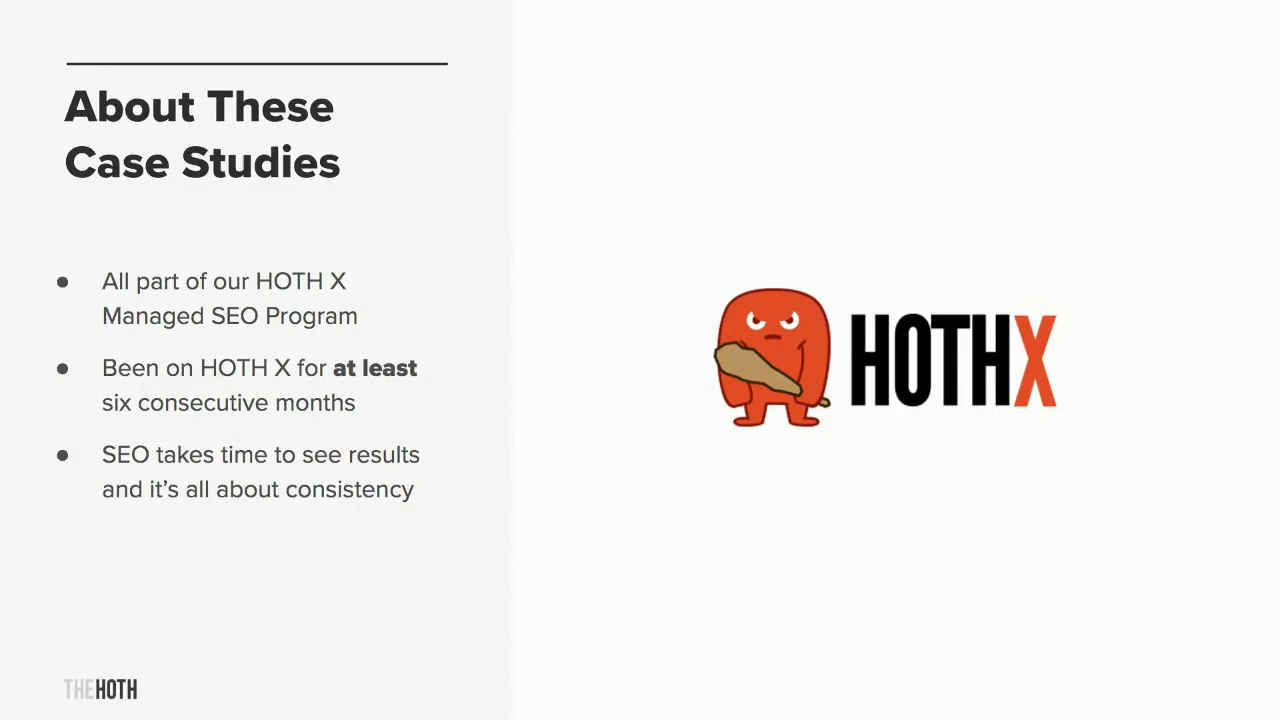 About These
Case Studies
● All part of our HOTH X
Managed SEO Program
● Been on HOTH X for at least
six consecutive months
● SEO takes time to see results
and it’s all about consistency
HOTHX
THEHOTH